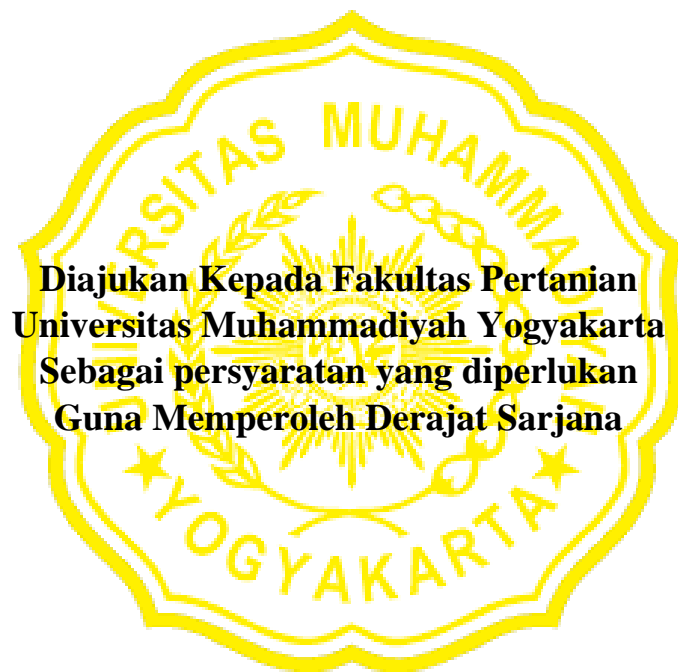 UNIVERSITAS MUHAMMADIYAH
Diajukan Kepada Fakultas Pertanian
Universitas Muhammadiyah Yogyakarta
Sebagai persyaratan yang diperlukan
Guna Memperoleh Derajat Sarjana
YOGYAKARTA